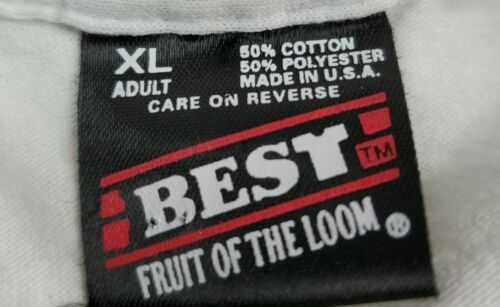 XL 50% COTTON
ADULT 50% POLYESTER
MADE IN U.S.A.
CARE ON REVERSE
BEST TM
FRUIT OF THE LOOM ®